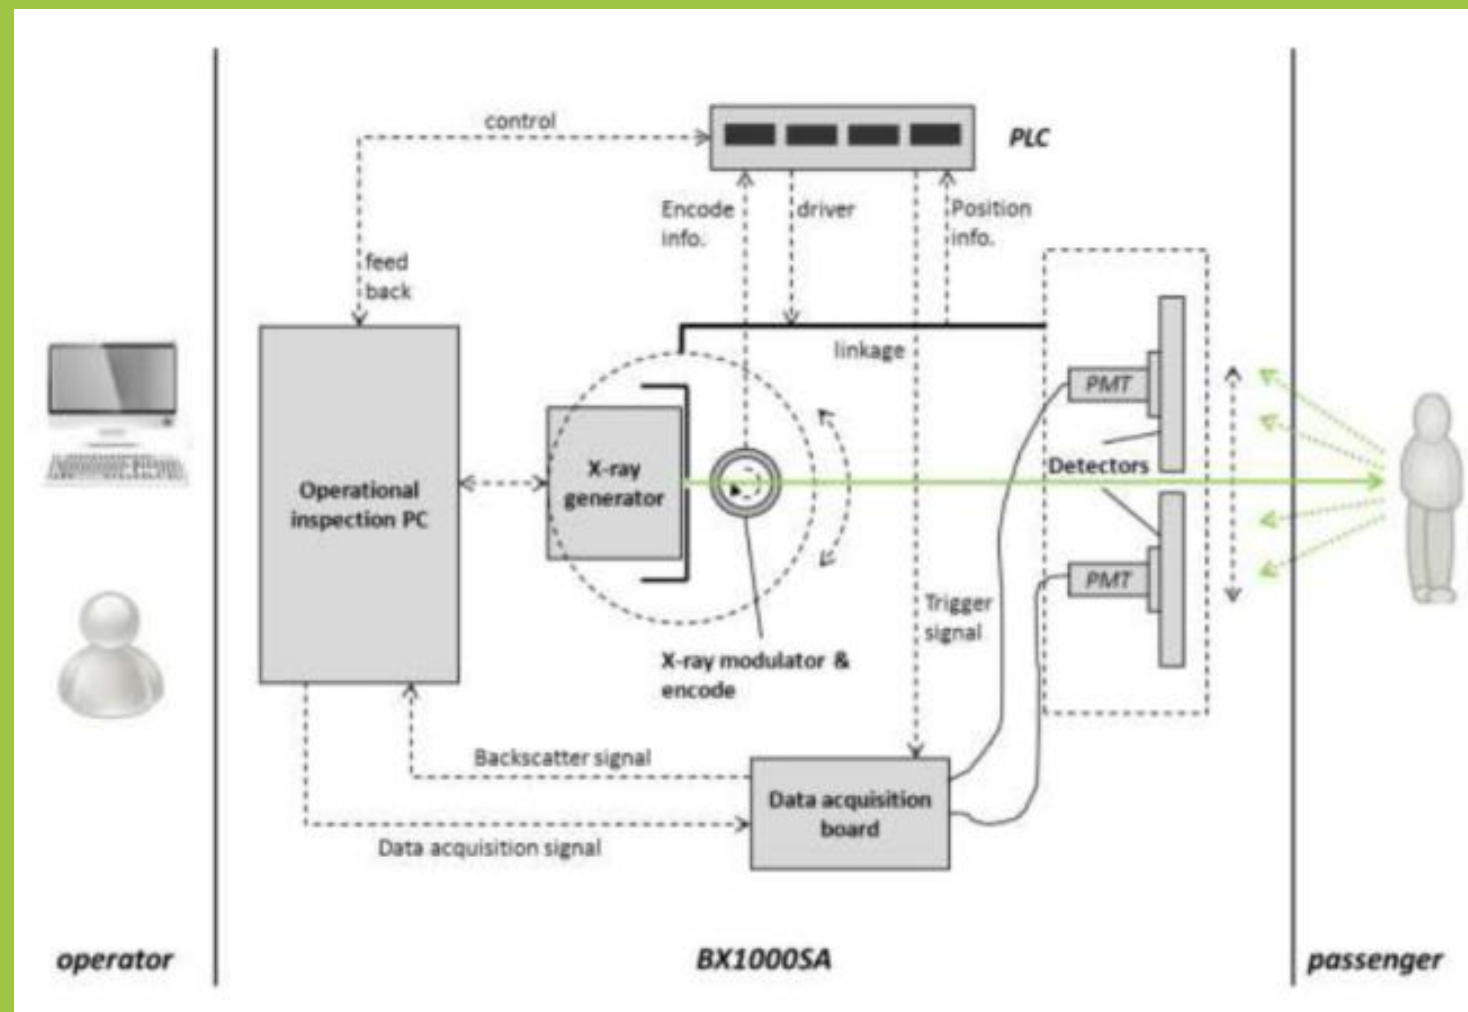 control
PLC
Encode
info.
driver
Position
info.
feed
back
linkage
PMT
Detectors
X-ray
generator
Operational
inspection PC
PMT
Trigger
signal
X-ray modulator &
encode
Backscatter signal
Data acquisition
board
Data acquisition signal
operator
BX1000SA
passenger